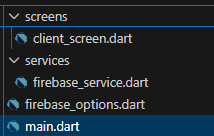 screens
client_screen.dart
services
firebase_service.dart
firebase_options.dart
main.dart